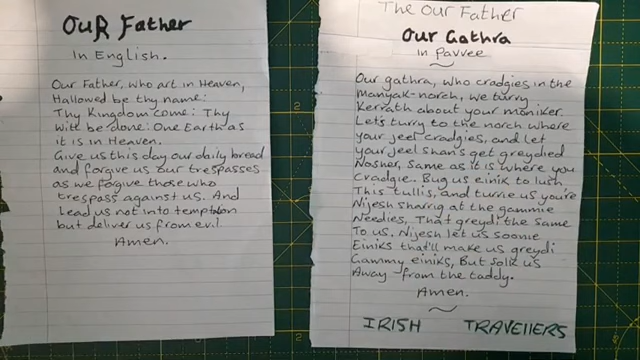 OuR Father
In English.
Our Father, who art in Heaven,
Hallowed be thy name:
Thy Kingdom come: Thy
will be done: One Earth as
it is in Heaven.
Give us this day our daily bread
and forgive us our trespasses
as we forgive those who
trespass against us. And
lead us not into temptation
but deliver us from evil.
Amen.
The Our Father
Our Gathra
in Pavvee
Our gathra, who cradgies in the
manyak-norch, we turry
Kerrath about your moniker.
Let's turry to the norch where
your jeel cradgies, and let
your jeel shan's get greydied
Nosher, same as it is where you
Cradgie. Bug us einik to lush
This tullis, and turrie us you're
Nijesh sharrig at the gammie
Needies, That greydi the same
To us. Nijesh let us soonie
Einiks that'll make us greydi
Gammy einiks, But solk us
Away from the taddy.
Amen.
IRISH TRAVEllERS
2
2